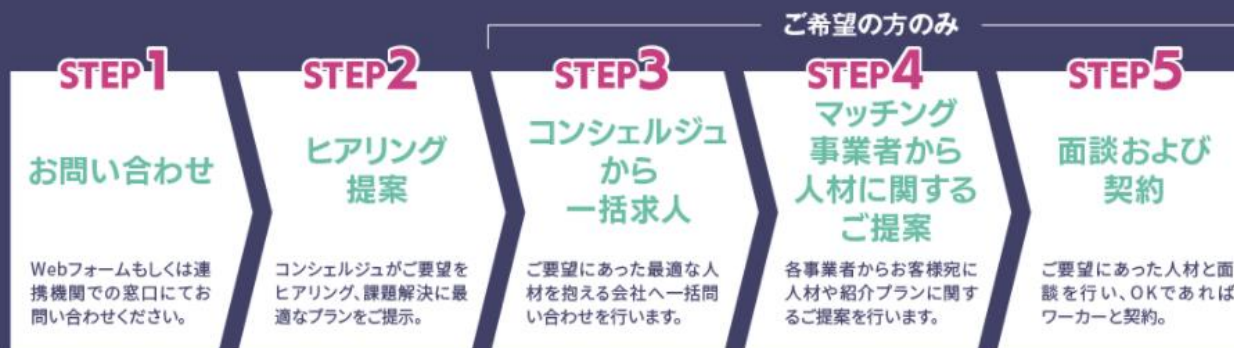 ご希望の方のみ
STEP1
お問い合わせ
Webフォームもしくは連
携機関での窓口にてお
問い合わせください。
STEP2
ヒアリング
提案
コンシェルジュがご要望を
ヒアリング、課題解決に最
適なプランをご提示。
STEP3
コンシェルジュ
から
一括求人
ご要望にあった最適な人
材を抱える会社へ一括問
い合わせを行います。
STEP4
マッチング
事業者から
人材に関する
ご提案
各事業者からお客様宛に
人材や紹介プランに関す
るご提案を行います。
STEP5
面談および
契約
ご要望にあった人材と面
談を行い、OKであれば
ワーカーと契約。